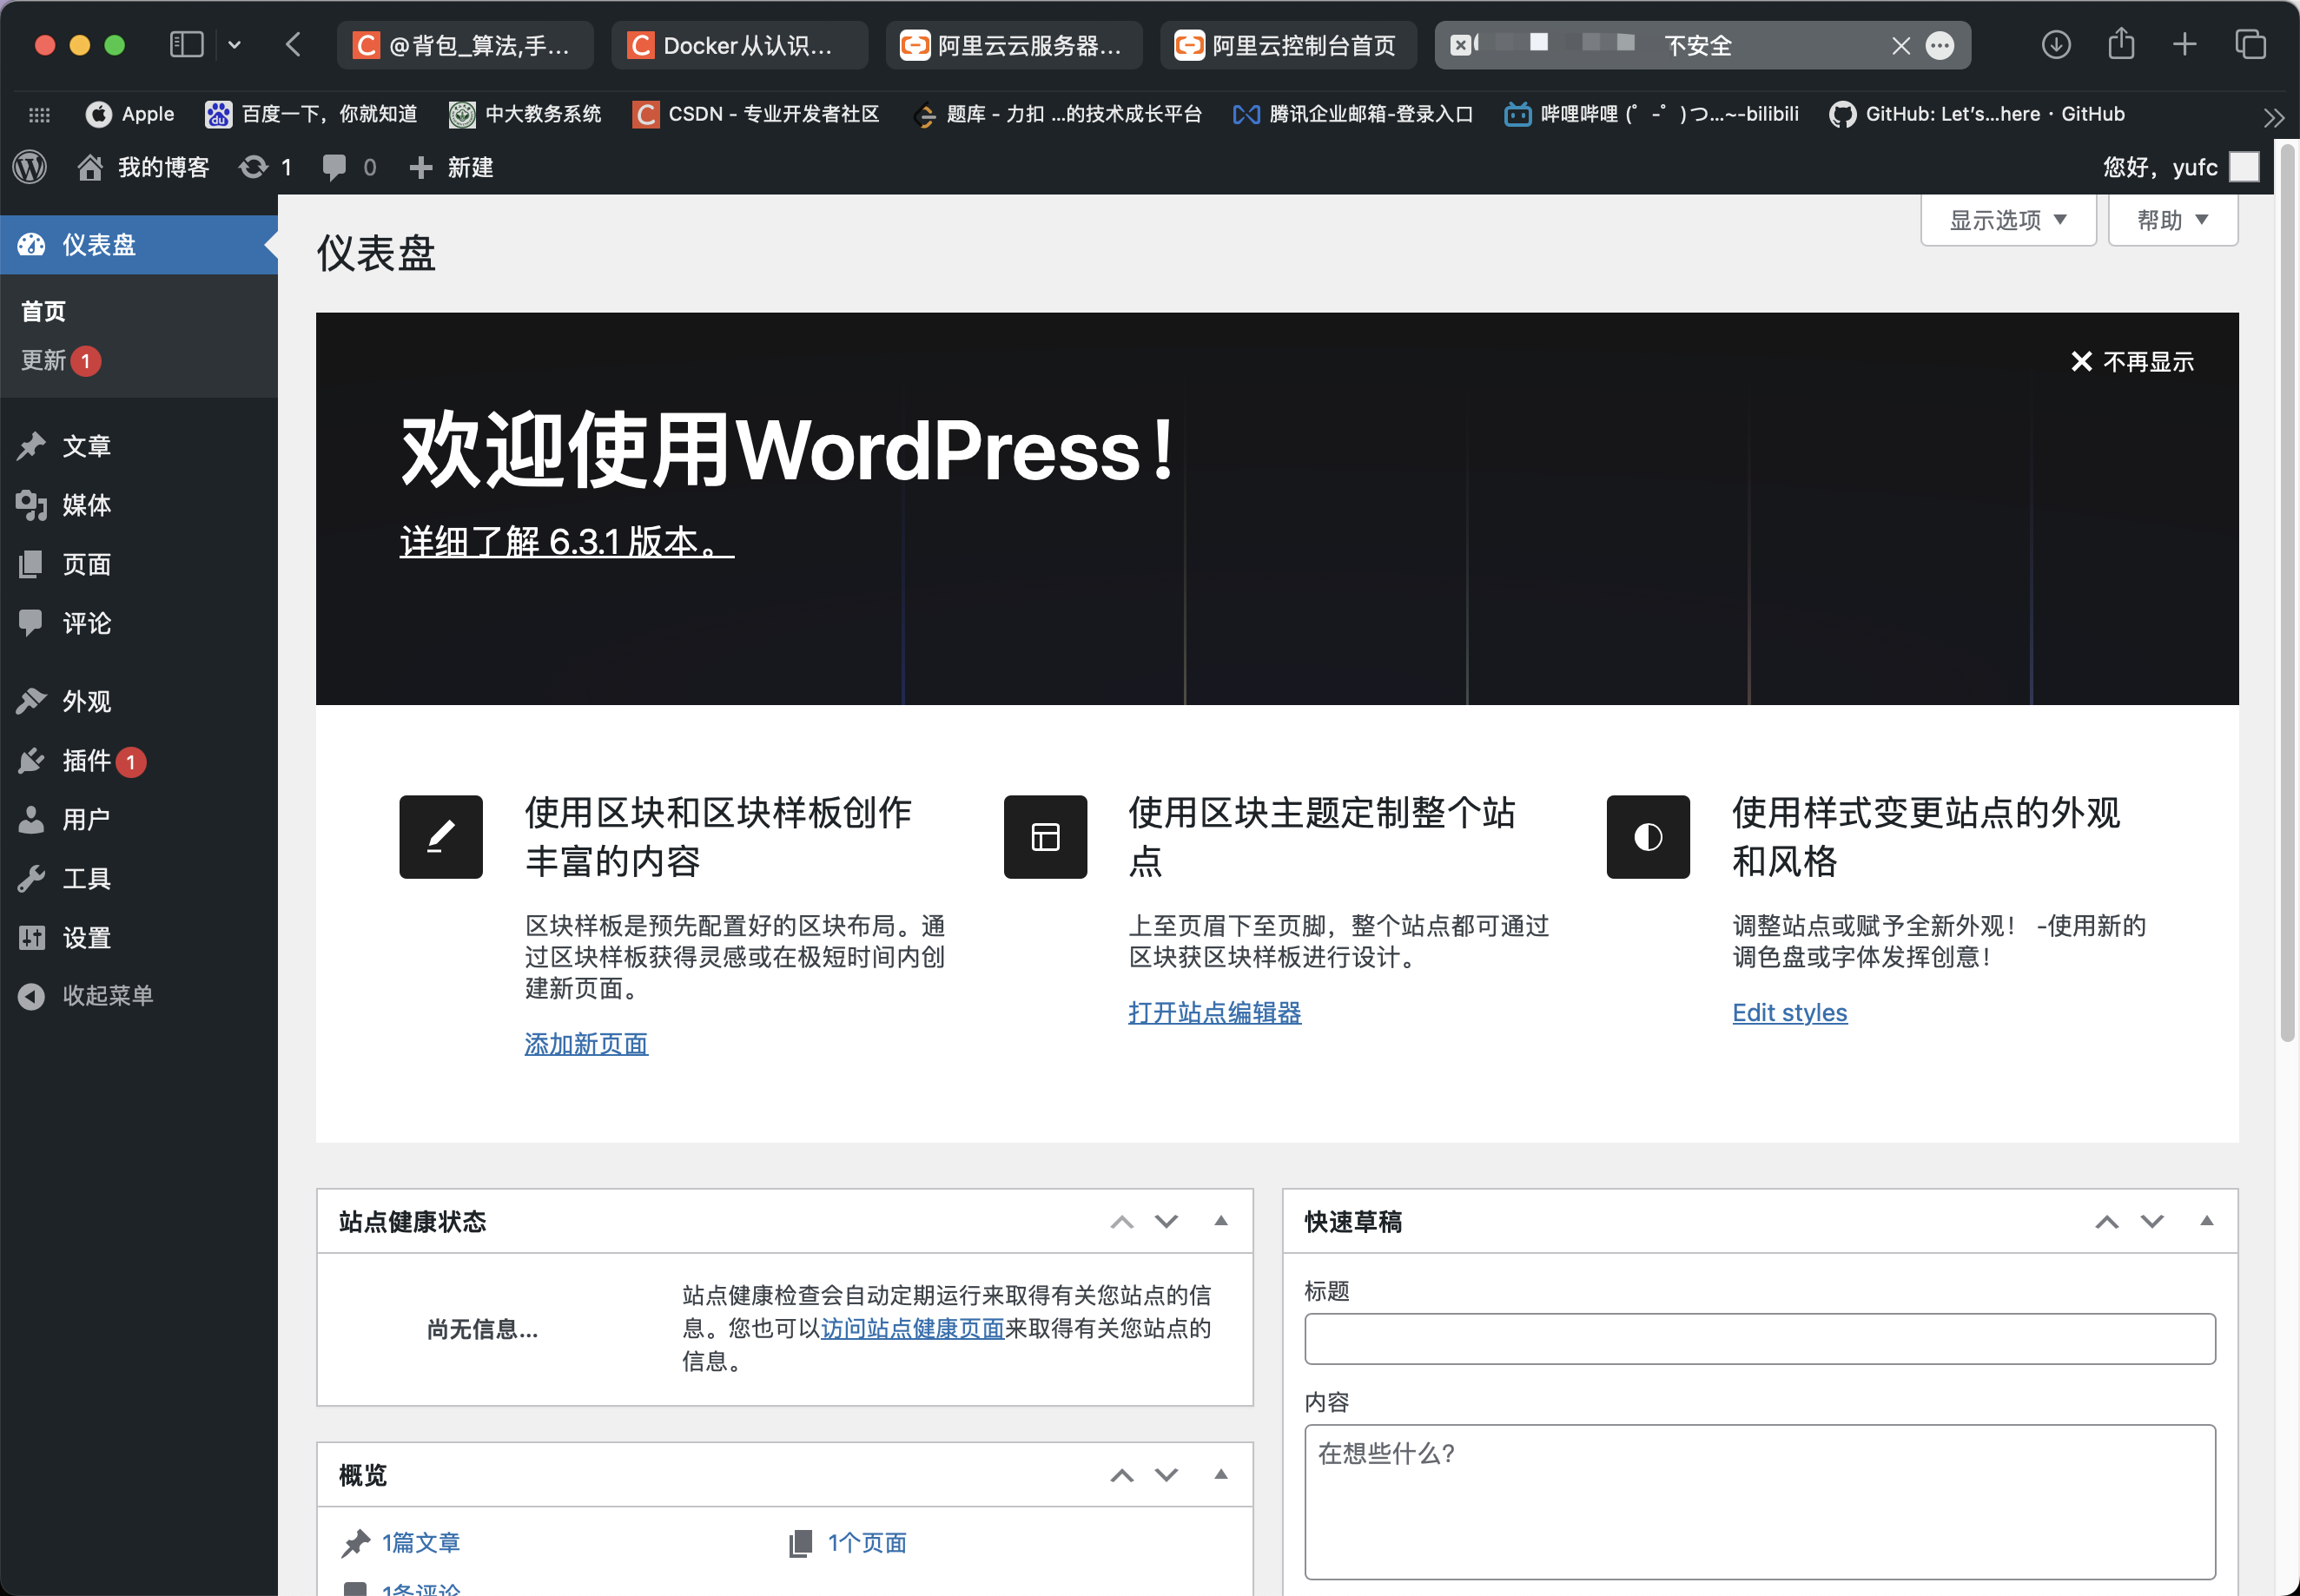 @背包_算法,手...
Docker从认识...
阿里云云服务器...
阿里云控制台首页
不安全
Apple
百度一下，你就知道
中大教务系统
CSDN - 专业开发者社区
题库 - 力扣 ...的技术成长平台
腾讯企业邮箱-登录入口
哔哩哔哩 (゜-゜)つ...~-bilibili
GitHub: Let's...here · GitHub
我的博客
1
0
新建
您好，yufc
仪表盘
首页
更新 1
文章
媒体
页面
评论
外观
插件 1
用户
工具
设置
收起菜单
仪表盘
显示选项
帮助
不再显示
欢迎使用WordPress！
详细了解 6.3.1 版本。
使用区块和区块样板创作
丰富的内容
区块样板是预先配置好的区块布局。通
过区块样板获得灵感或在极短时间内创
建新页面。
添加新页面
使用区块主题定制整个站
点
上至页眉下至页脚，整个站点都可通过
区块获区块样板进行设计。
打开站点编辑器
使用样式变更站点的外观
和风格
调整站点或赋予全新外观！ -使用新的
调色盘或字体发挥创意！
Edit styles
站点健康状态
尚无信息...
站点健康检查会自动定期运行来取得有关您站点的信
息。您也可以访问站点健康页面来取得有关您站点的
信息。
概览
1篇文章
1个页面
1条评论
快速草稿
标题
内容
在想些什么?